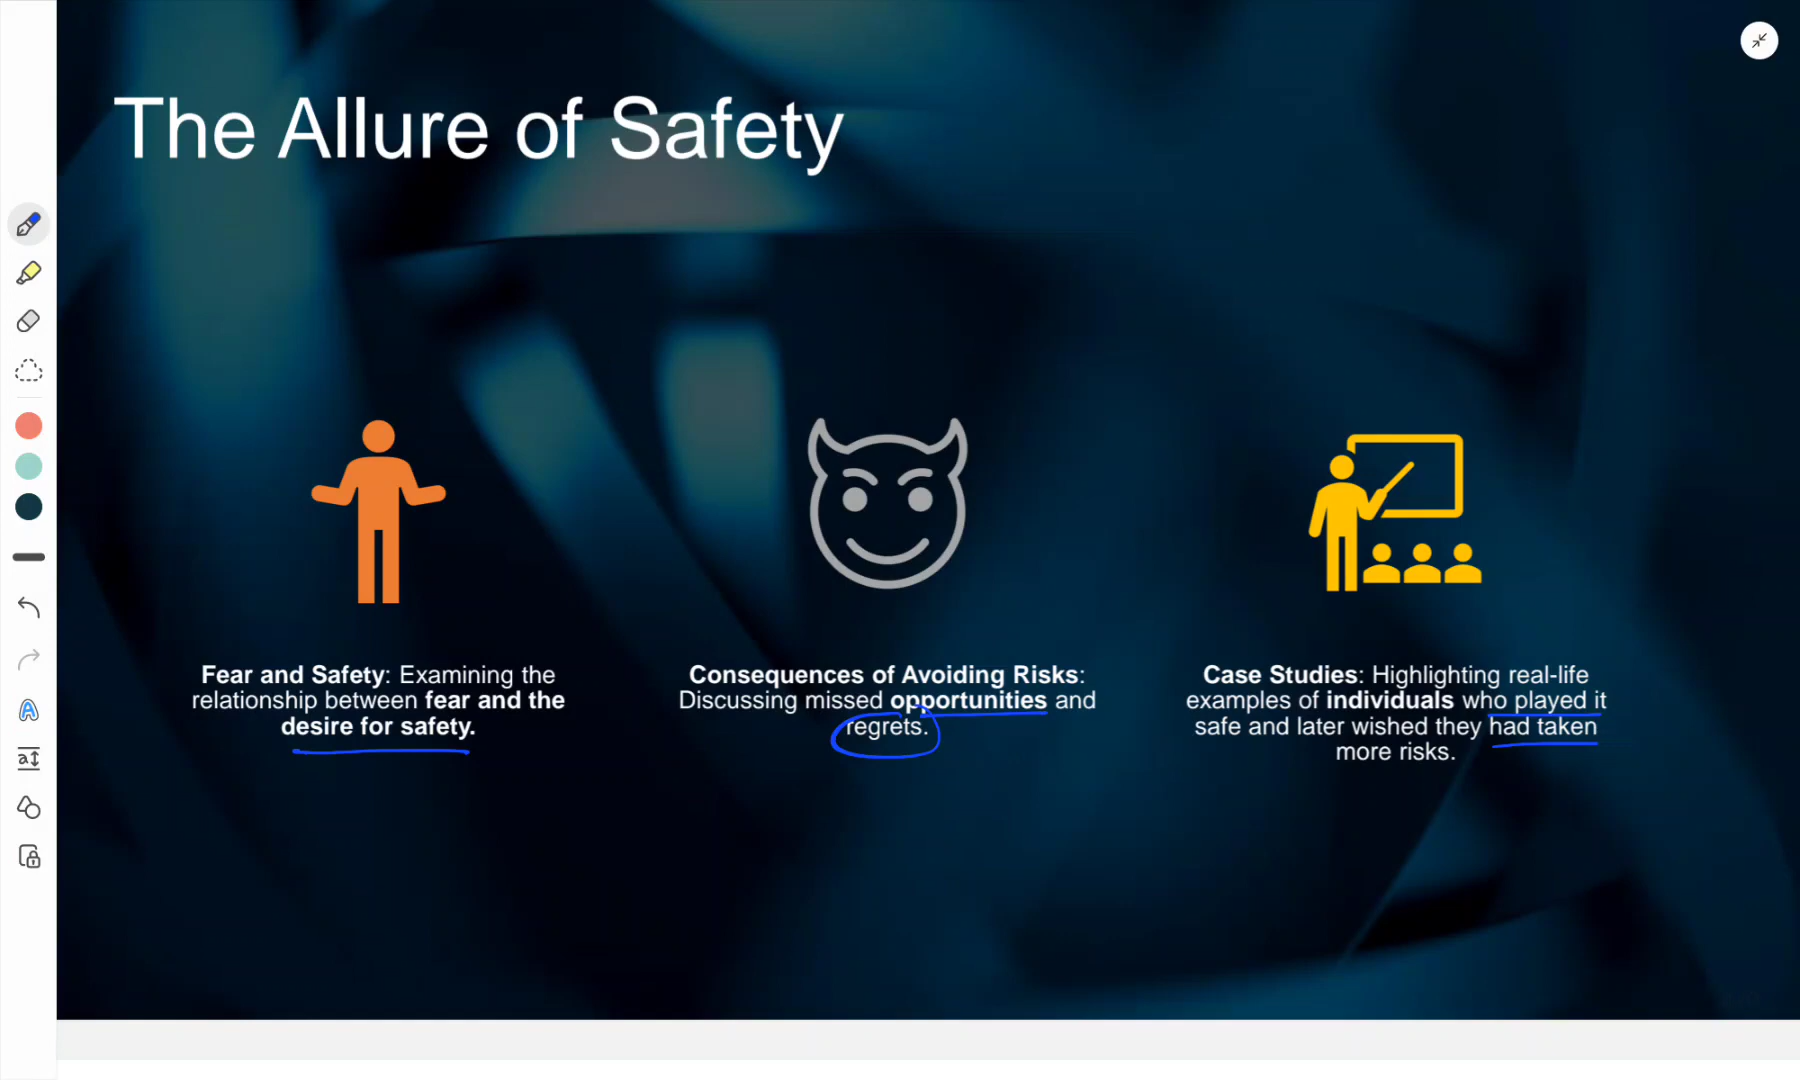 The Allure of Safety
Fear and Safety: Examining the
relationship between fear and the
desire for safety.
Consequences of Avoiding Risks:
Discussing missed opportunities and
regrets.
Case Studies: Highlighting real-life
examples of individuals who played it
safe and later wished they had taken
more risks.